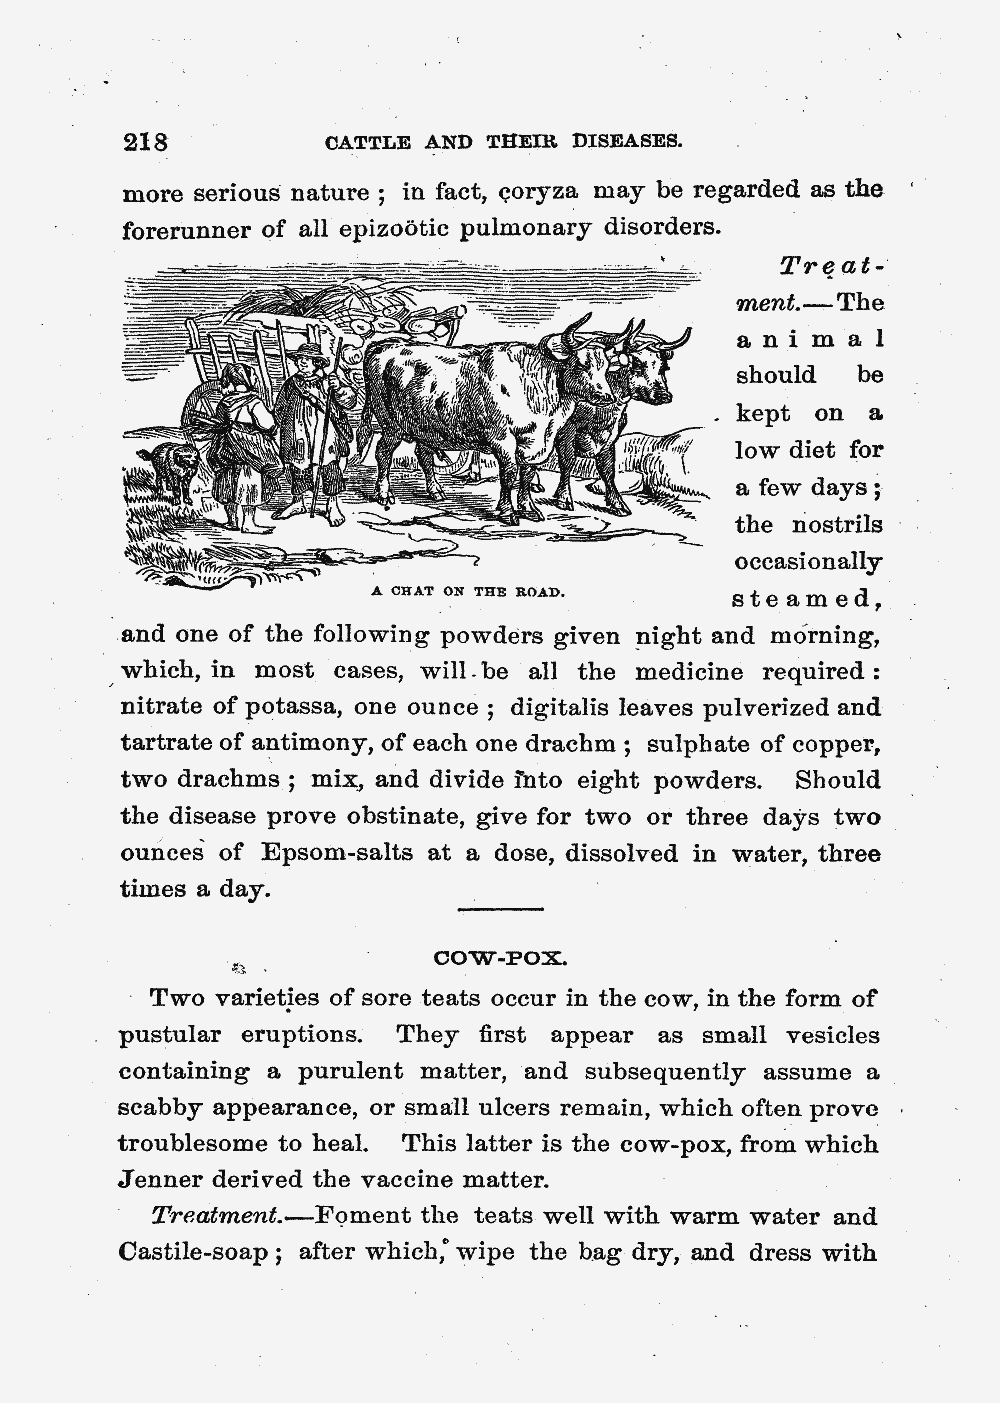 218 CATTLE AND THEIR DISEASES.
more serious nature ; in fact, coryza may be regarded as the
forerunner of all epizoötic pulmonary disorders.
Treat-
ment.—The
animal
should be
kept on a
low diet for
a few days ;
the nostrils
occasionally
steamed,
A CHAT ON THE ROAD.
and one of the following powders given night and morning,
which, in most cases, will be all the medicine required :
nitrate of potassa, one ounce ; digitalis leaves pulverized and
tartrate of antimony, of each one drachm ; sulphate of copper,
two drachms ; mix, and divide into eight powders. Should
the disease prove obstinate, give for two or three days two
ounces of Epsom-salts at a dose, dissolved in water, three
times a day.
COW-POX.
Two varieties of sore teats occur in the cow, in the form of
pustular eruptions. They first appear as small vesicles
containing a purulent matter, and subsequently assume a
scabby appearance, or small ulcers remain, which often prove
troublesome to heal. This latter is the cow-pox, from which
Jenner derived the vaccine matter.
Treatment.—Foment the teats well with warm water and
Castile-soap ; after which, wipe the bag dry, and dress with